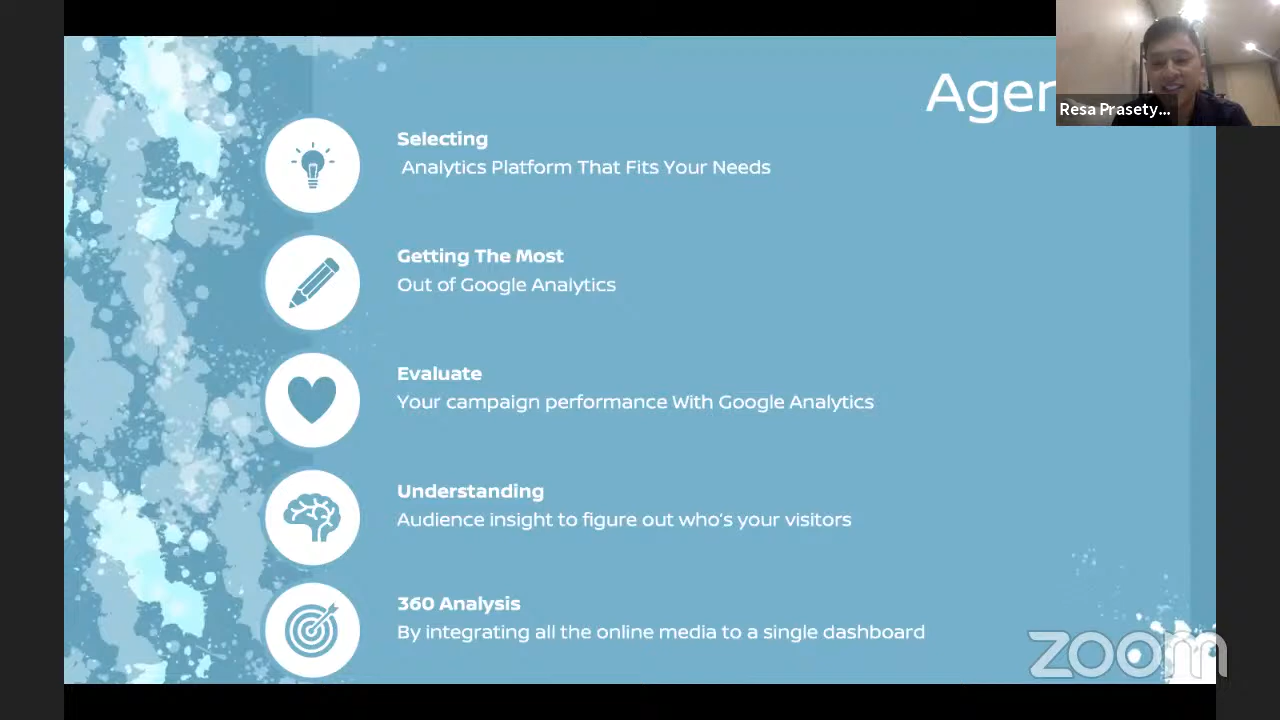 Agen
Resa Prasety...
Selecting
Analytics Platform That Fits Your Needs
Getting The Most
Out of Google Analytics
Evaluate
Your campaign performance With Google Analytics
Understanding
Audience insight to figure out who's your visitors
360 Analysis
By integrating all the online media to a single dashboard
zoom